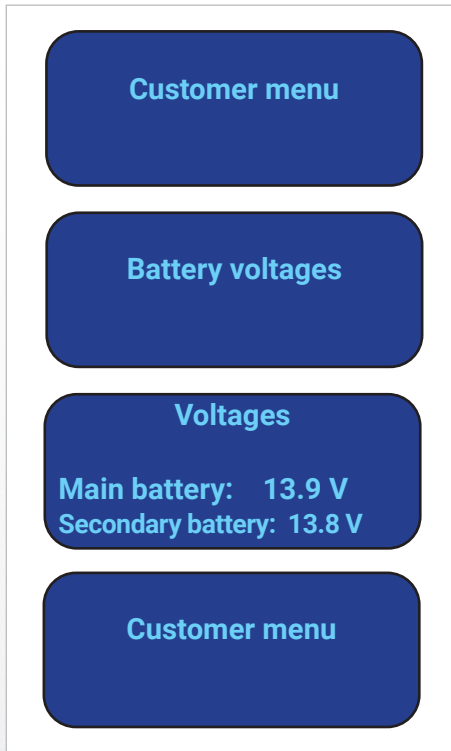 Customer menu
Battery voltages
Voltages
Main battery: 13.9 V
Secondary battery: 13.8 V
Customer menu